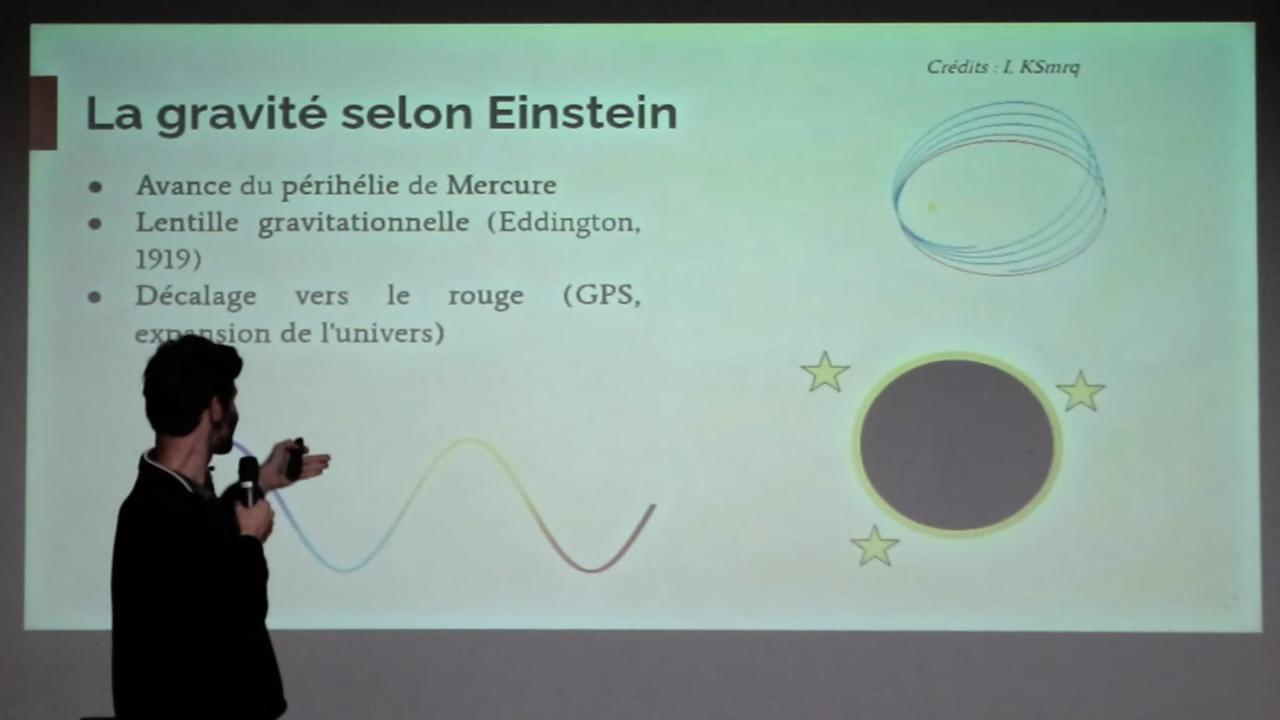 Crédits : I, KSmrq
La gravité selon Einstein
● Avance du périhélie de Mercure
● Lentille gravitationnelle (Eddington,
1919)
● Décalage vers le rouge (GPS,
expansion de l'univers)